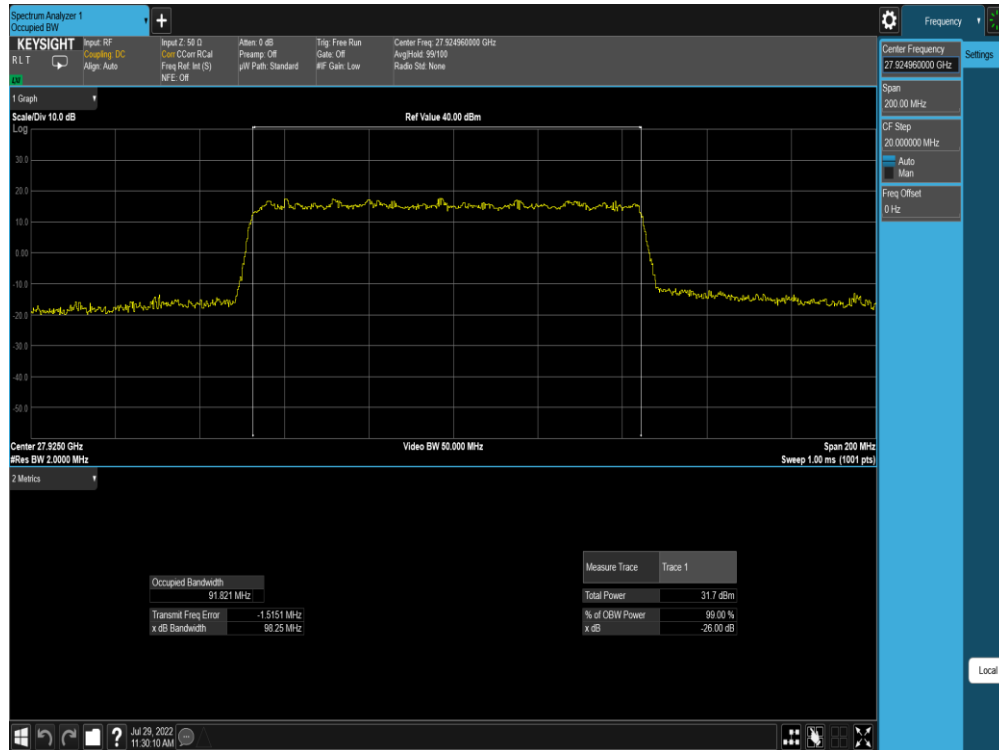 Spectrum Analyzer 1
Occupied BW
+
Frequency
KEYSIGHT
RLT
LW
Input: RF
Coupling: DC
Align: Auto
Input Z: 50 Ω
Corr CCorr RCal
Freq Ref: Int (S)
NFE: Off
Atten: 0 dB
Preamp: Off
µW Path: Standard
Trig: Free Run
Gate: Off
#IF Gain: Low
Center Freq: 27.924960000 GHz
Avg|Hold: 99/100
Radio Std: None
Center Frequency
27.924960000 GHz
Settings
Span
200.00 MHz
CF Step
20.000000 MHz
Auto
Man
Freq Offset
0 Hz
Local
1 Graph
Scale/Div 10.0 dB
Ref Value 40.00 dBm
Log
30.0
20.0
10.0
0.00
-10.0
-20.0
-30.0
-40.0
-50.0
Center 27.9250 GHz
Video BW 50.000 MHz
Span 200 MHz
#Res BW 2.0000 MHz
Sweep 1.00 ms (1001 pts)
2 Metrics
Occupied Bandwidth
91.821 MHz
Transmit Freq Error -1.5151 MHz
x dB Bandwidth 98.25 MHz
Measure Trace Trace 1
Total Power 31.7 dBm
% of OBW Power 99.00 %
x dB -26.00 dB
?
Jul 29, 2022
11:30:10 AM